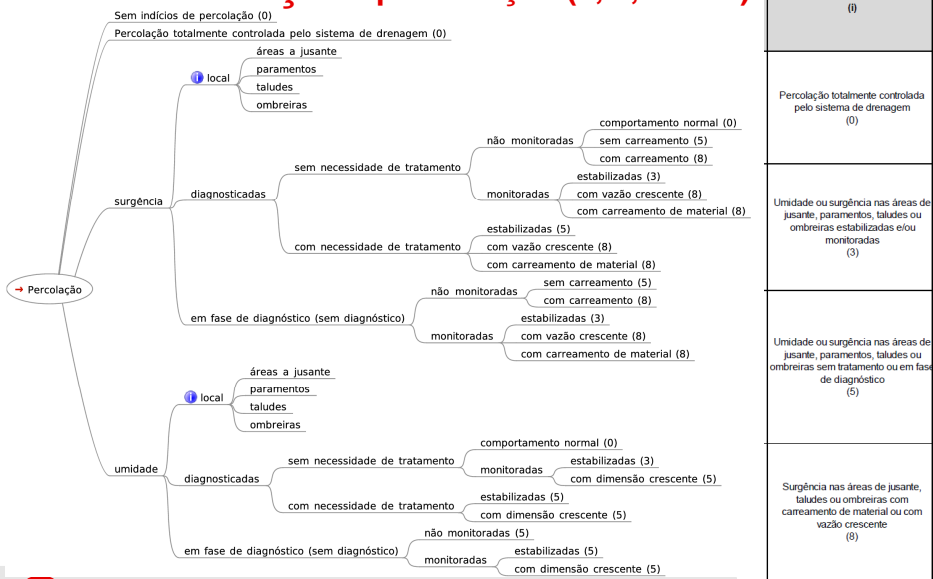 Sem indícios de percolação (0)
Percolação totalmente controlada pelo sistema de drenagem (0)
áreas a jusante
paramentos
local
taludes
ombreiras
comportamento normal (0)
não monitoradas
sem carreamento (5)
com carreamento (8)
sem necessidade de tratamento
estabilizadas (3)
monitoradas
com vazão crescente (8)
com carreamento de material (8)
diagnosticadas
surgência
estabilizadas (5)
com necessidade de tratamento
com vazão crescente (8)
com carreamento de material (8)
Percolação
sem carreamento (5)
não monitoradas
com carreamento (8)
em fase de diagnóstico (sem diagnóstico)
estabilizadas (3)
monitoradas
com vazão crescente (8)
com carreamento de material (8)
áreas a jusante
paramentos
local
taludes
ombreiras
comportamento normal (0)
sem necessidade de tratamento
estabilizadas (3)
monitoradas
com dimensão crescente (5)
umidade
diagnosticadas
estabilizadas (5)
com necessidade de tratamento
com dimensão crescente (5)
não monitoradas (5)
em fase de diagnóstico (sem diagnóstico)
estabilizadas (5)
monitoradas
com dimensão crescente (5)
(i)
Percolação totalmente controlada
pelo sistema de drenagem
(0)
Umidade ou surgência nas áreas de
jusante, paramentos, taludes ou
ombreiras estabilizadas e/ou
monitoradas
(3)
Umidade ou surgência nas áreas de
jusante, paramentos, taludes ou
ombreiras sem tratamento ou em fase
de diagnóstico
(5)
Surgência nas áreas de jusante,
taludes ou ombreiras com
carreamento de material ou com
vazão crescente
(8)